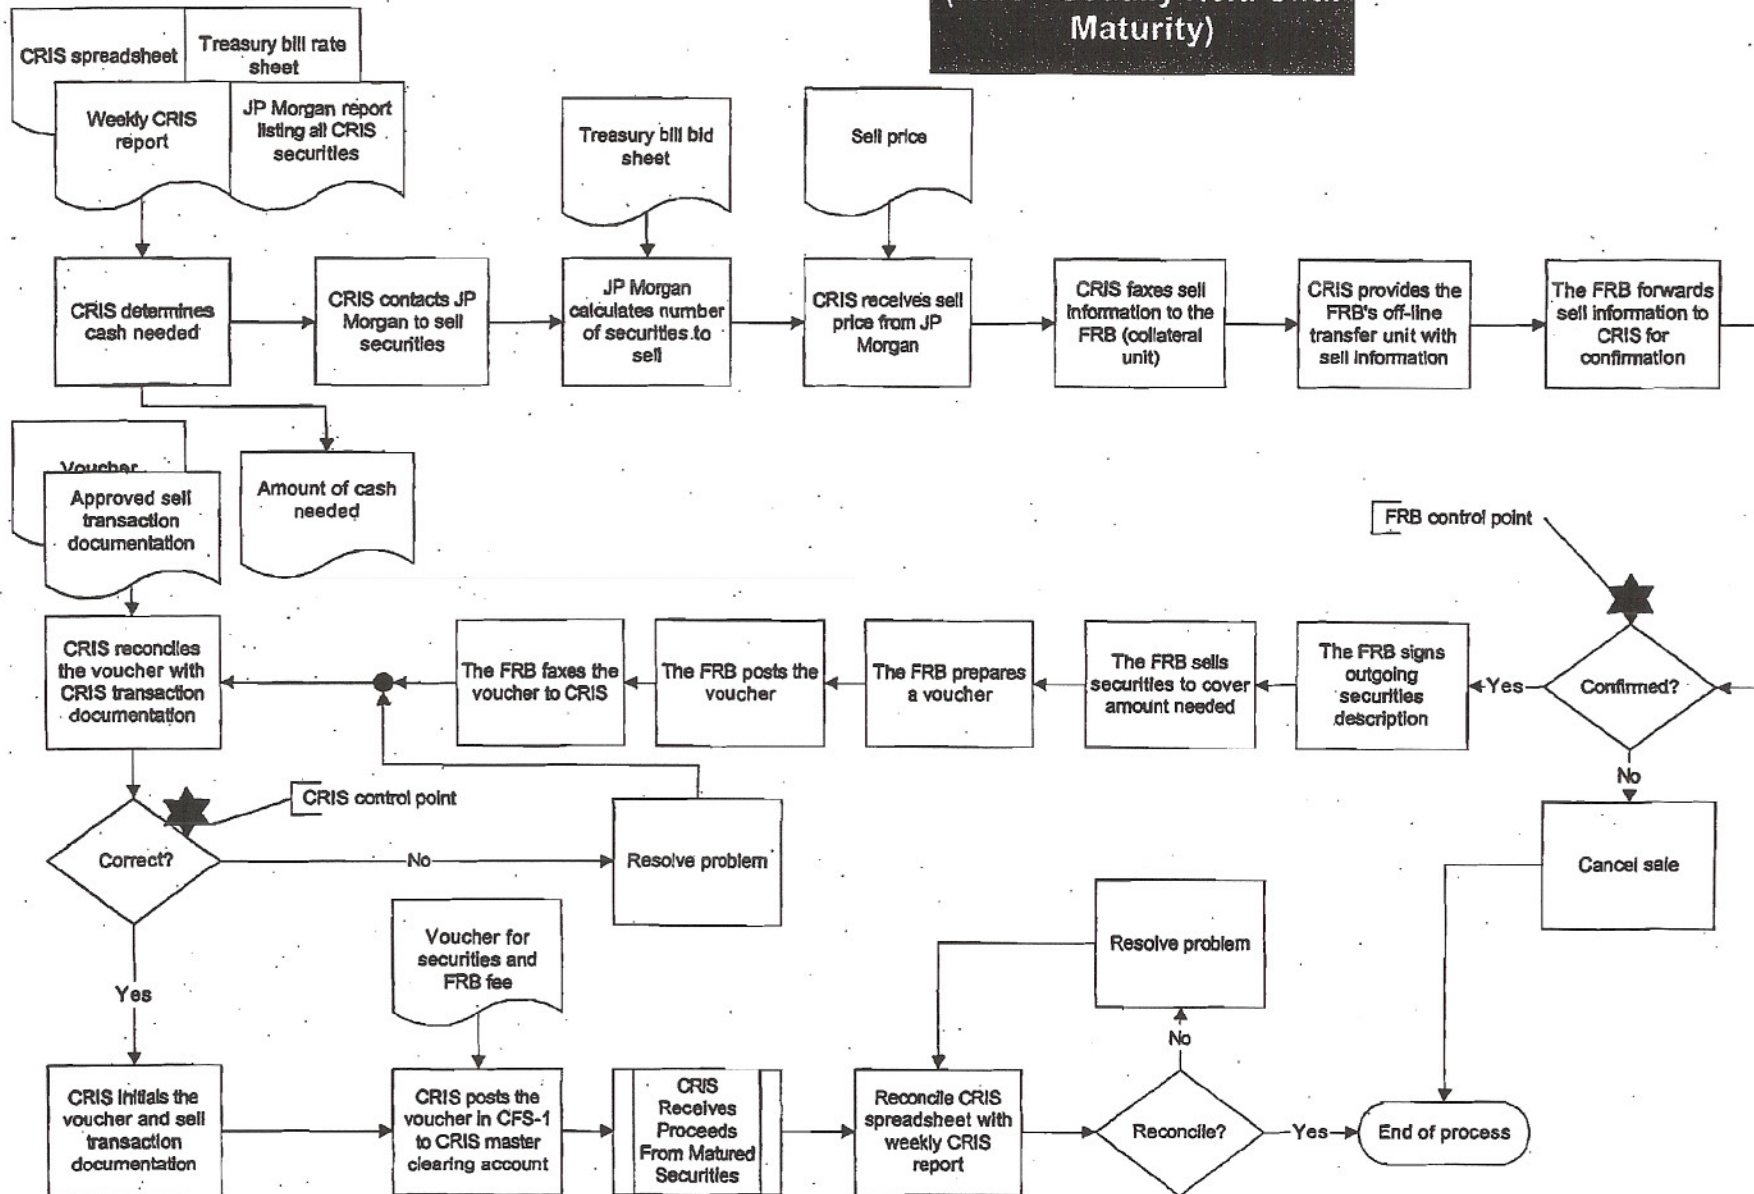 Maturity)
CRIS spreadsheet
Treasury bill rate
sheet
Weekly CRIS
report
JP Morgan report
listing all CRIS
securities
Treasury bill bid
sheet
Sell price
CRIS determines
cash needed
CRIS contacts JP
Morgan to sell
securities
JP Morgan
calculates number
of securities to
sell
CRIS receives sell
price from JP
Morgan
CRIS faxes sell
information to the
FRB (collateral
unit)
CRIS provides the
FRB's off-line
transfer unit with
sell information
The FRB forwards
sell information to
CRIS for
confirmation
Voucher
Approved sell
transaction
documentation
Amount of cash
needed
FRB control point
CRIS reconciles
the voucher with
CRIS transaction
documentation
The FRB faxes the
voucher to CRIS
The FRB posts the
voucher
The FRB prepares
a voucher
The FRB sells
securities to cover
amount needed
The FRB signs
outgoing
securities
description
Yes
Confirmed?
No
CRIS control point
Correct?
No
Resolve problem
Cancel sale
Voucher for
securities and
FRB fee
Resolve problem
Yes
No
CRIS initials the
voucher and sell
transaction
documentation
CRIS posts the
voucher in CFS-1
to CRIS master
clearing account
CRIS
Receives
Proceeds
From Matured
Securities
Reconcile CRIS
spreadsheet with
weekly CRIS
report
Reconcile?
Yes
End of process